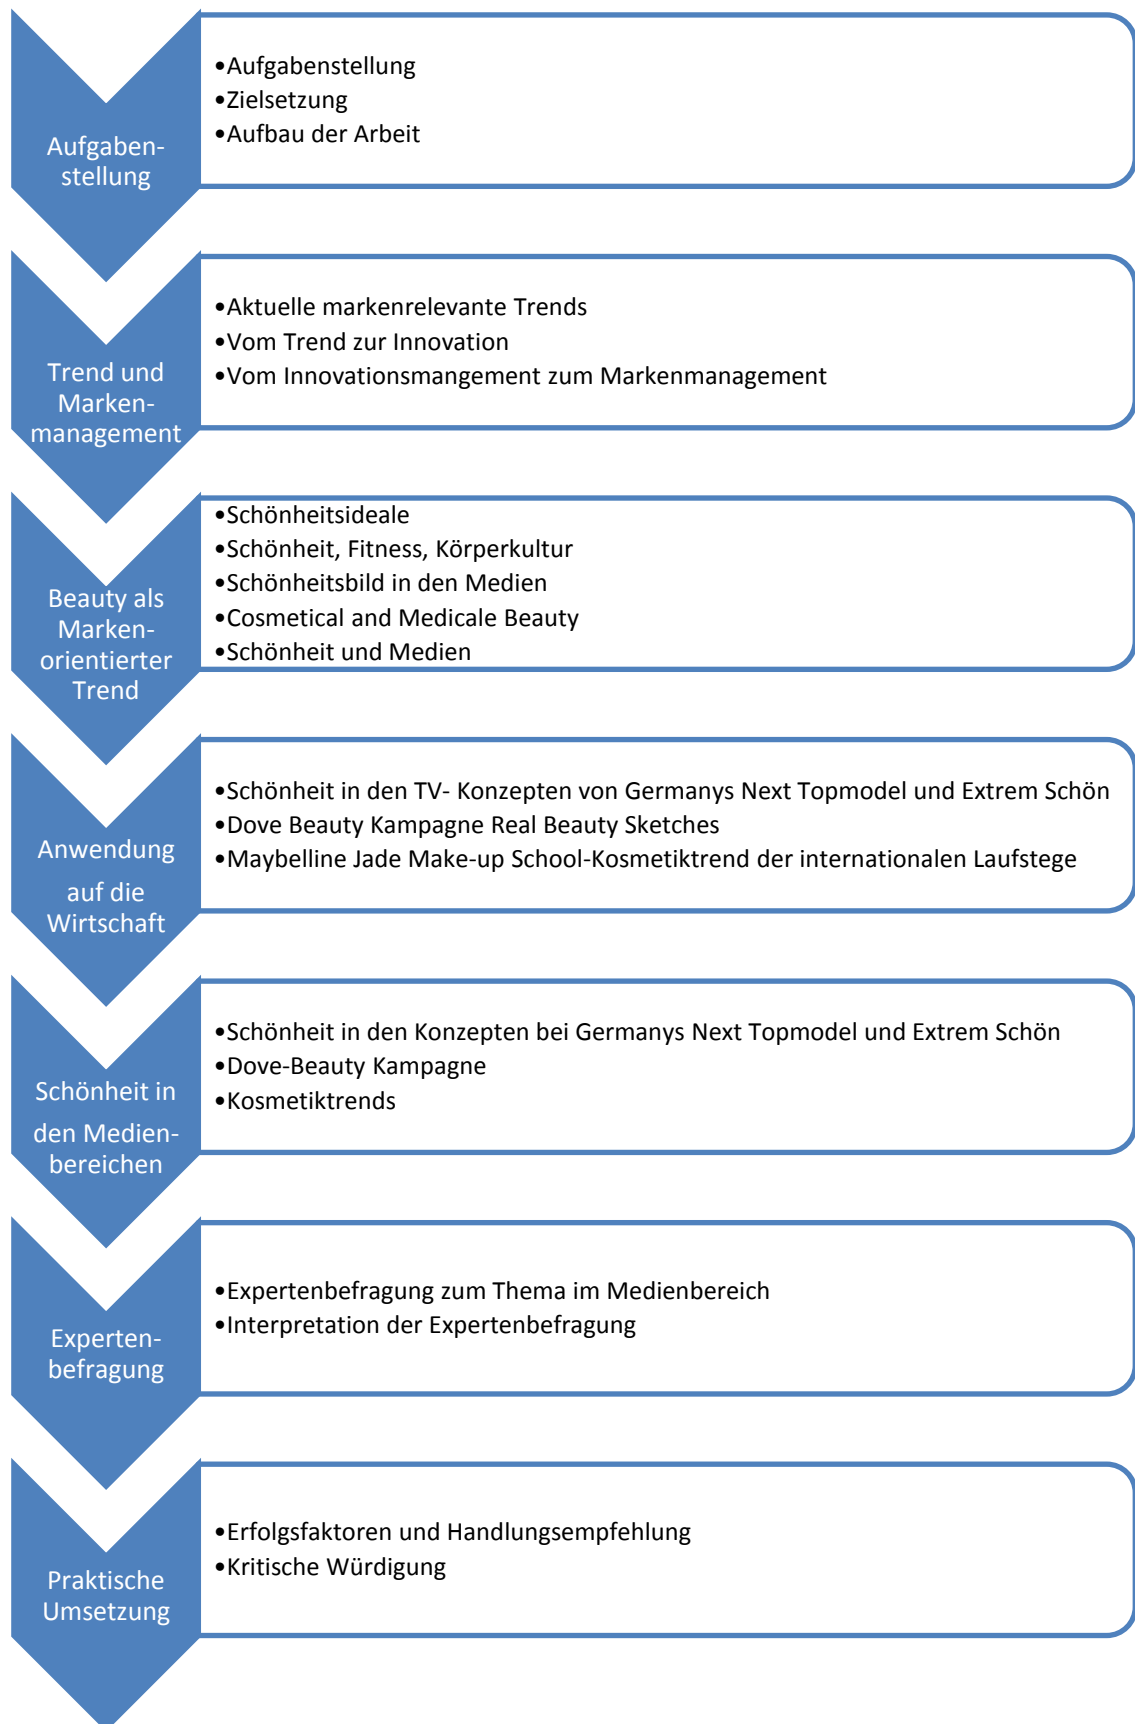 Aufgaben-
stellung
•Aufgabenstellung
•Zielsetzung
•Aufbau der Arbeit
Trend und
Marken-
management
•Aktuelle markenrelevante Trends
•Vom Trend zur Innovation
•Vom Innovationsmangement zum Markenmanagement
Beauty als
Marken-
orientierter
Trend
•Schönheitsideale
•Schönheit, Fitness, Körperkultur
•Schönheitsbild in den Medien
•Cosmetical and Medicale Beauty
•Schönheit und Medien
Anwendung
auf die
Wirtschaft
•Schönheit in den TV- Konzepten von Germanys Next Topmodel und Extrem Schön
•Dove Beauty Kampagne Real Beauty Sketches
•Maybelline Jade Make-up School-Kosmetiktrend der internationalen Laufstege
Schönheit in
den Medien-
bereichen
•Schönheit in den Konzepten bei Germanys Next Topmodel und Extrem Schön
•Dove-Beauty Kampagne
•Kosmetiktrends
Experten-
befragung
•Expertenbefragung zum Thema im Medienbereich
•Interpretation der Expertenbefragung
Praktische
Umsetzung
•Erfolgsfaktoren und Handlungsempfehlung
•Kritische Würdigung